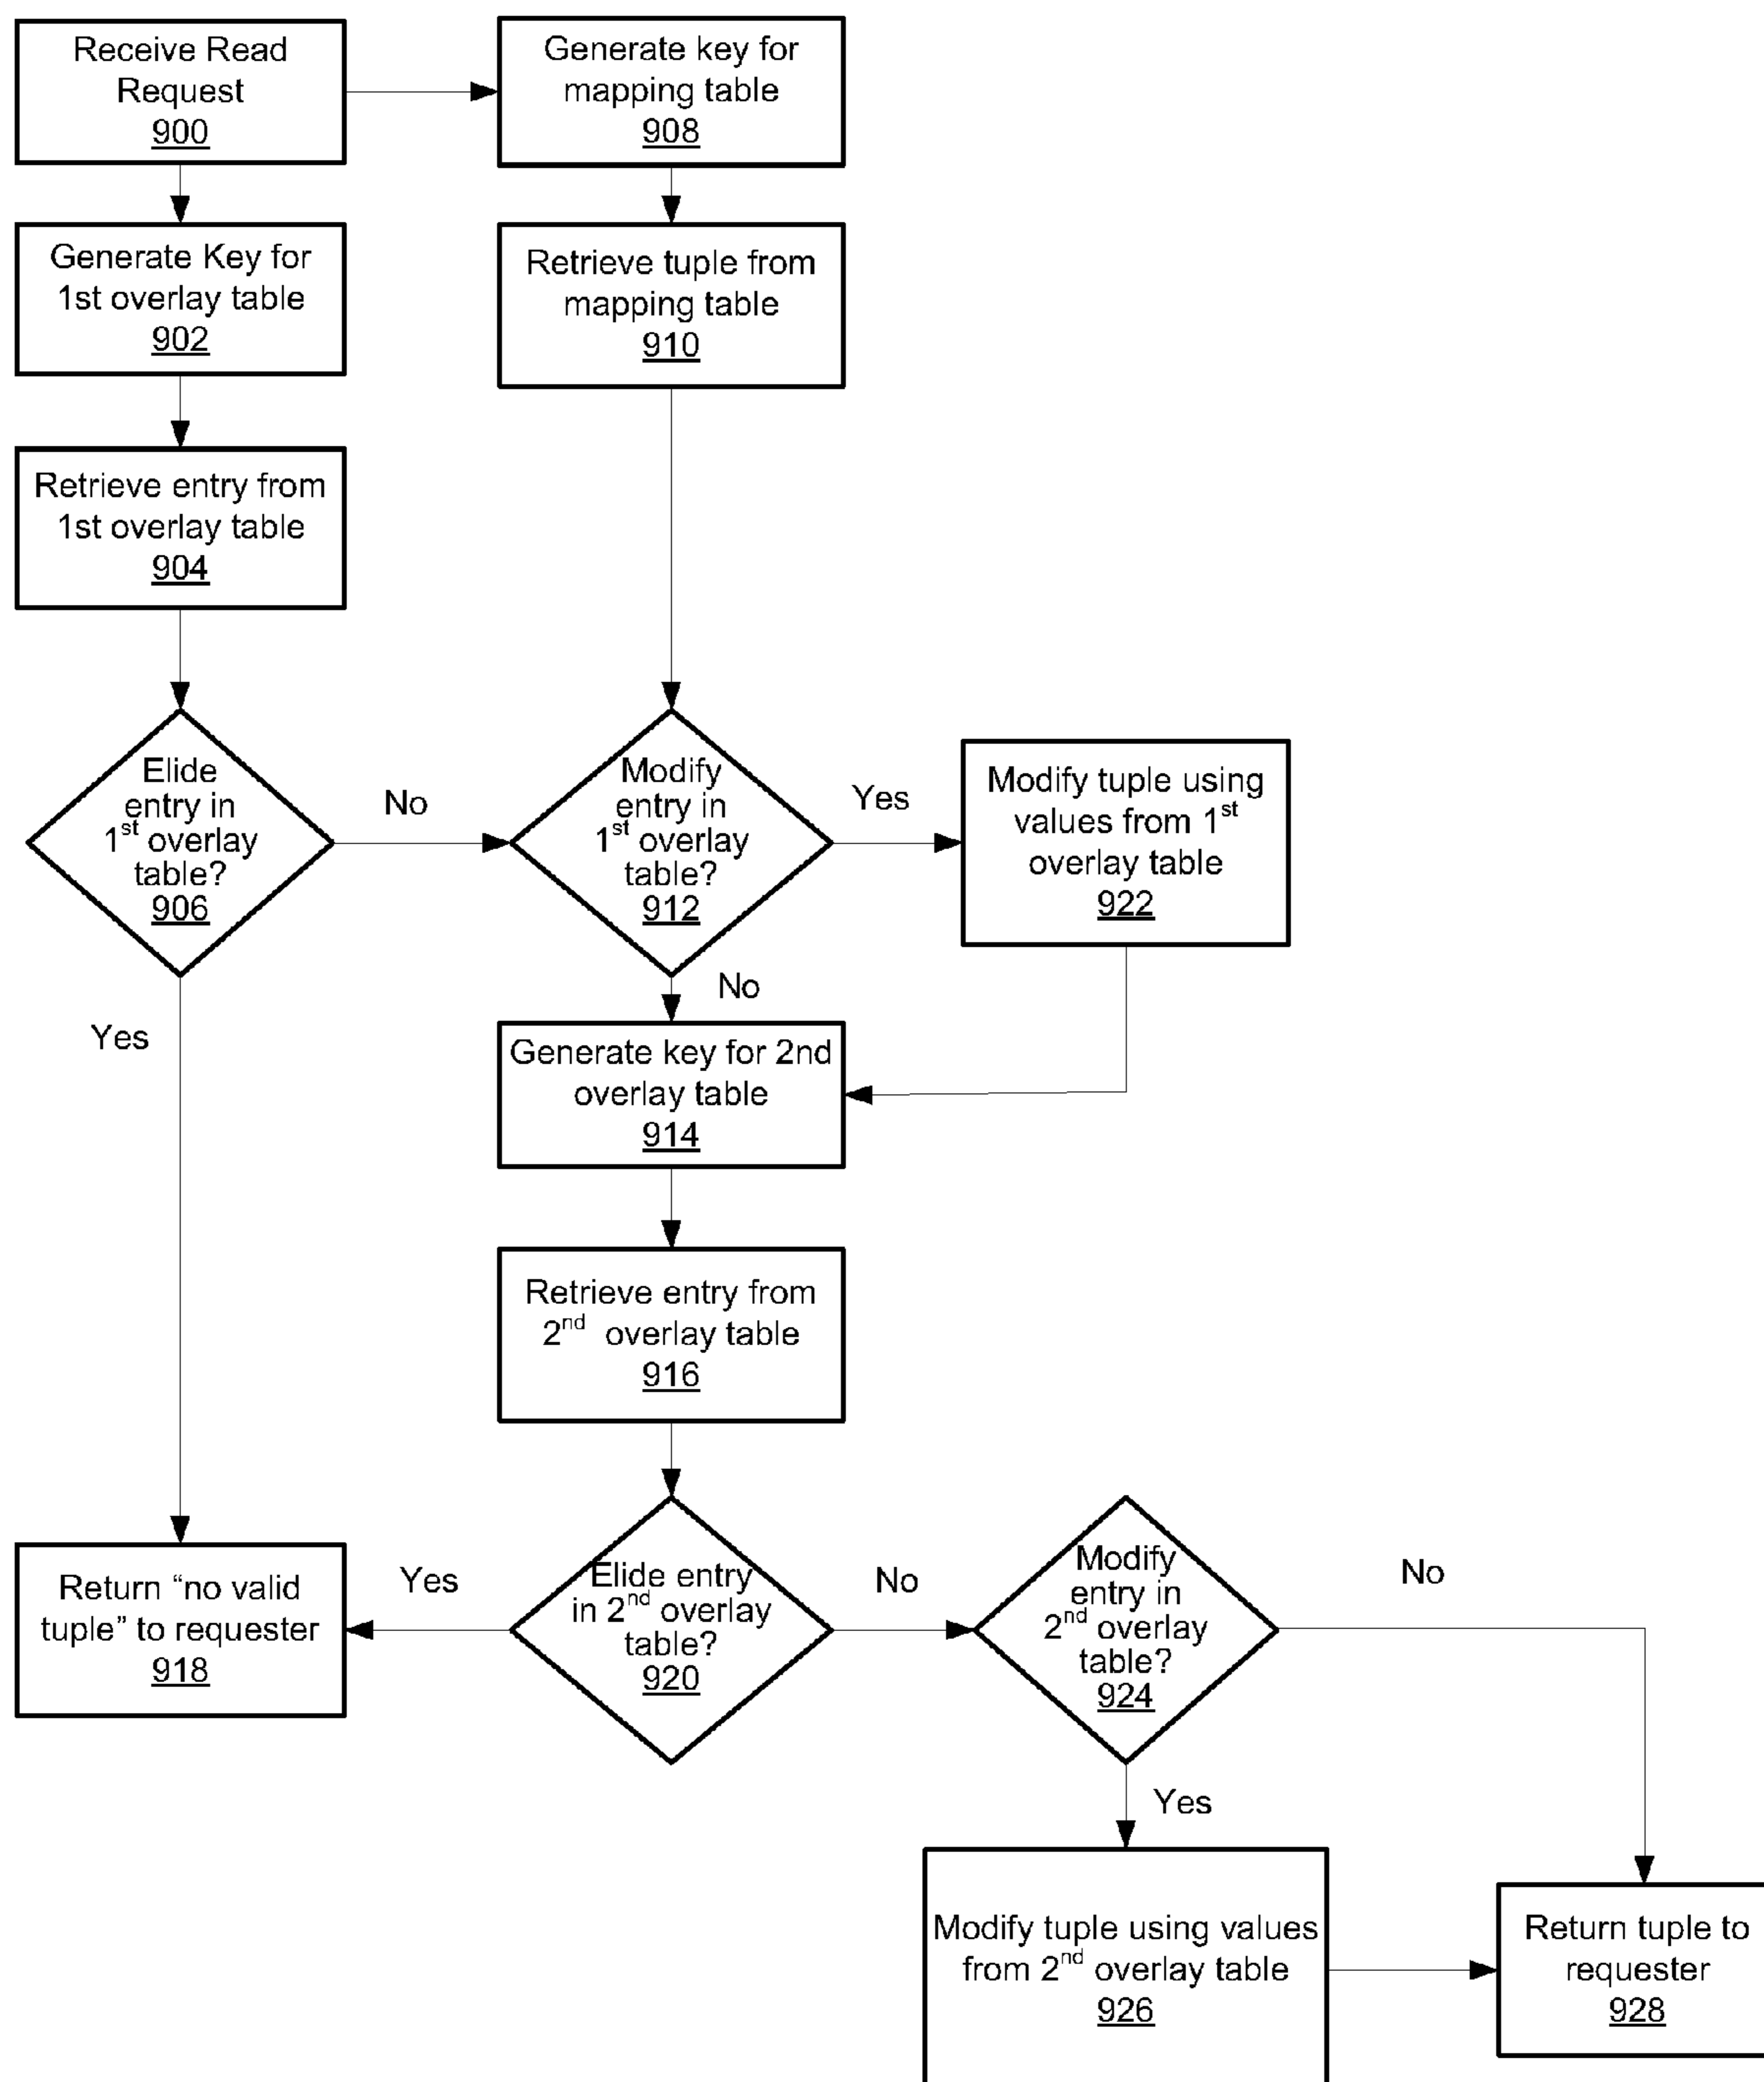 Receive Read
Request
900
Generate key for
mapping table
908
Generate Key for
1st overlay table
902
Retrieve tuple from
mapping table
910
Retrieve entry from
1st overlay table
904
Elide
entry in
1st overlay
table?
906
No
Modify
entry in
1st overlay
table?
912
Yes
Modify tuple using
values from 1st
overlay table
922
No
Yes
Generate key for 2nd
overlay table
914
Retrieve entry from
2nd overlay table
916
Return “no valid
tuple” to requester
918
Yes
Elide entry
in 2nd overlay
table?
920
No
Modify
entry in
2nd overlay
table?
924
No
Yes
Modify tuple using values
from 2nd overlay table
926
Return tuple to
requester
928